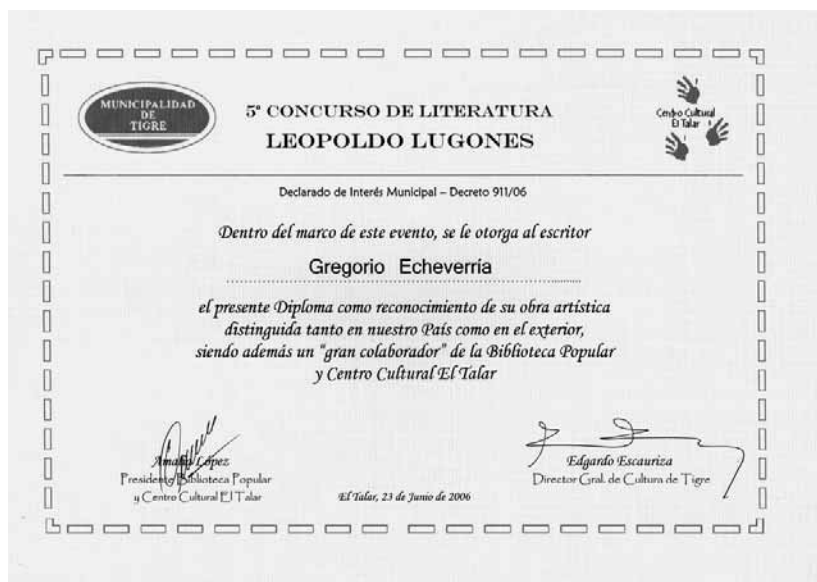 MUNICIPALIDAD
DE
TIGRE
5º CONCURSO DE LITERATURA
LEOPOLDO LUGONES
Centro Cultural
El Talar
Declarado de Interés Municipal – Decreto 911/06
Dentro del marco de este evento, se le otorga al escritor
Gregorio Echeverria
el presente Diploma como reconocimiento de su obra artística
distinguida tanto en nuestro País como en el exterior,
siendo además un "gran colaborador" de la Biblioteca Popular
y Centro Cultural El Talar
López
Presidente Biblioteca Popular
y Centro Cultural El Talar
El Talar, 23 de Junio de 2006
Edgardo Escauriza
Director Gral. de Cultura de Tigre